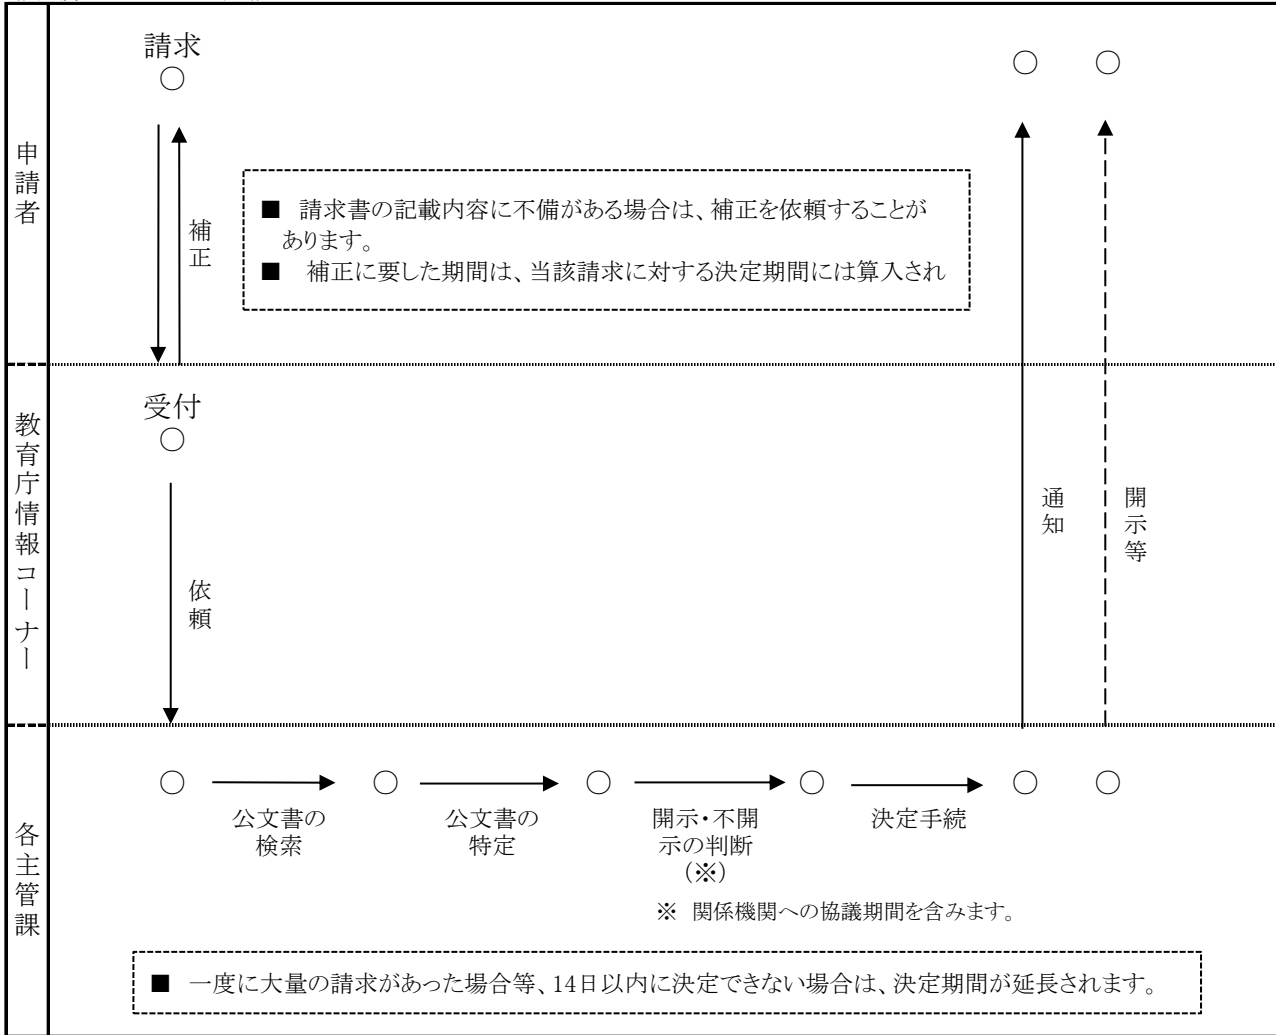 申請者
請求
補正
■ 請求書の記載内容に不備がある場合は、補正を依頼することが
あります。
■ 補正に要した期間は、当該請求に対する決定期間には算入され
教育庁情報コーナー
受付
依頼
通知
開示等
各主管課
公文書の
検索
公文書の
特定
開示・不開
示の判断
(※)
決定手続
※ 関係機関への協議期間を含みます。
■ 一度に大量の請求があった場合等、14日以内に決定できない場合は、決定期間が延長されます。